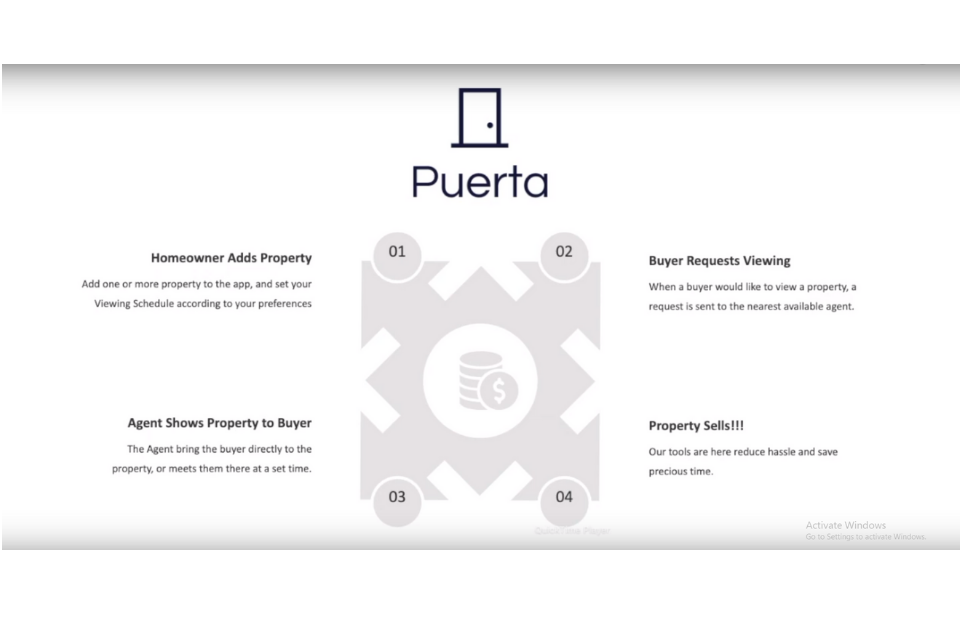 Puerta
01
Homeowner Adds Property
Add one or more property to the app, and set your
Viewing Schedule according to your preferences
02
Buyer Requests Viewing
When a buyer would like to view a property, a
request is sent to the nearest available agent.
$
03
Agent Shows Property to Buyer
The Agent bring the buyer directly to the
property, or meets them there at a set time.
04
Property Sells!!!
Our tools are here reduce hassle and save
precious time.
QuickTime Player
Activate Windows
Go to Settings to activate Windows.